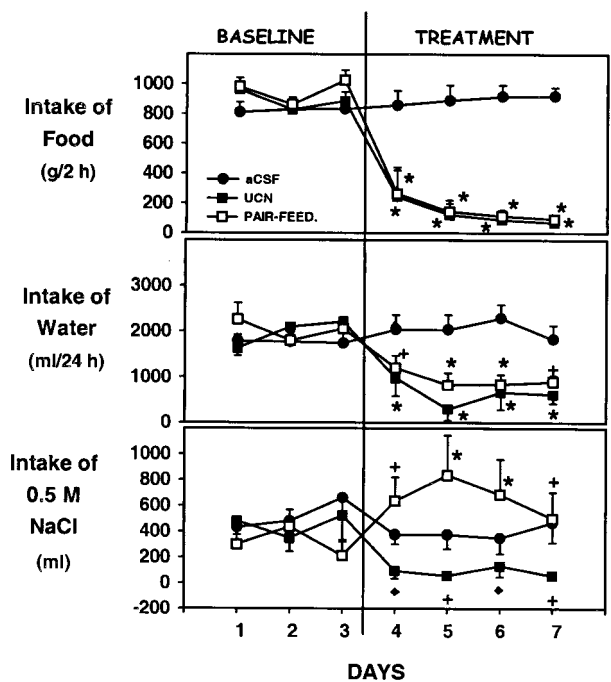 BASELINE TREATMENT
Intake of
Food
(g/2 h)
1000
800
600
400
200
0
aCSF
UCN
PAIR-FEED.
* * * *
* * * *
Intake of
Water
(ml/24 h)
3000
2000
1000
0
+ * * +
* * * *
Intake of
0.5 M
NaCl
(ml)
1000
800
600
400
200
0
-200
+ * * +
◆ + ◆ +
1 2 3 4 5 6 7
DAYS